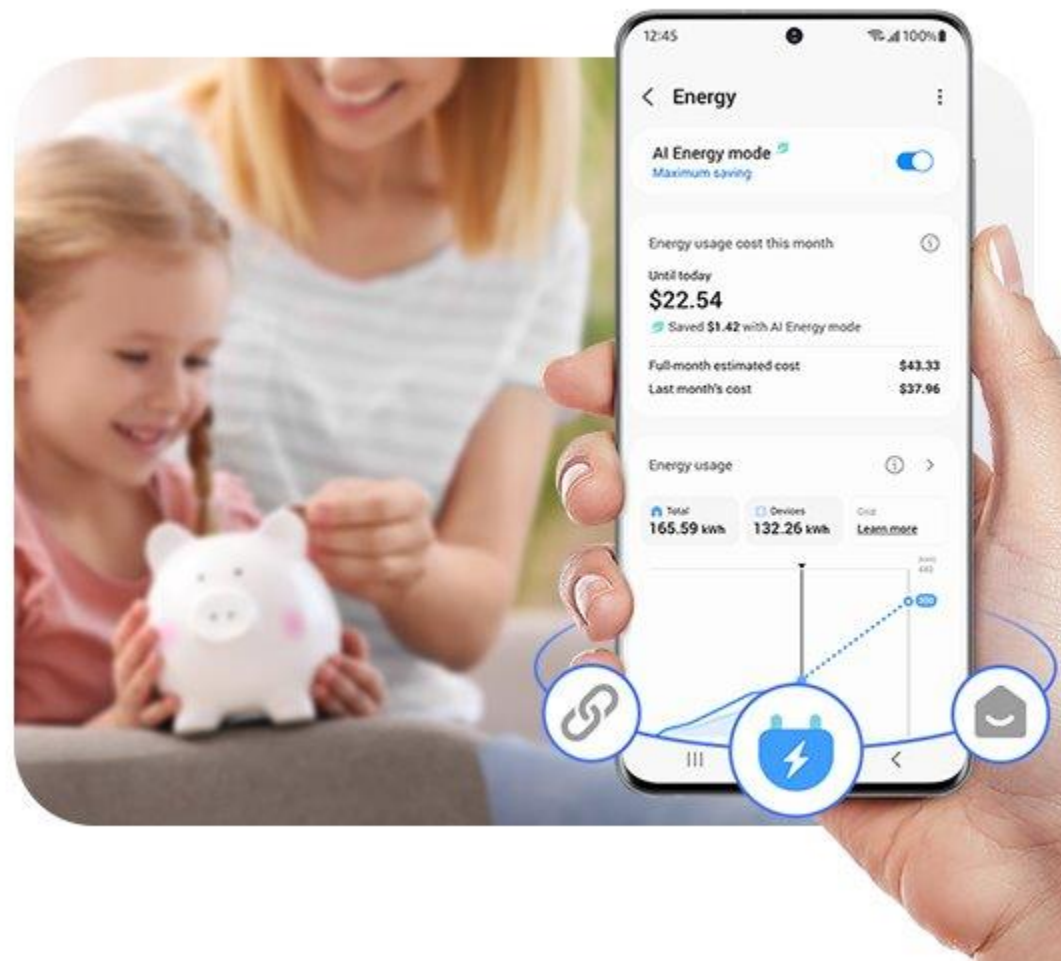 12:45
100%
Energy
AI Energy mode
Maximum saving
Energy usage cost this month
Until today
$22.54
Saved $1.42 with AI Energy mode
Full-month estimated cost $43.33
Last month's cost $37.96
Energy usage
Total Devices
165.59 kWh 132.26 kWh Learn more